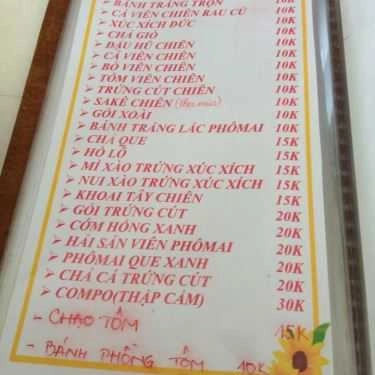 ➤ BÁNH TRÁNG TRỘN 10K
➤ CÁ VIÊN CHIÊN RAU CỦ 10K
➤ XÚC XÍCH ĐỨC 10K
➤ CHẢ GIÒ 10K
➤ ĐẬU HŨ CHIÊN 10K
➤ CÁ VIÊN CHIÊN 10K
➤ BÒ VIÊN CHIÊN 10K
➤ TÔM VIÊN CHIÊN 10K
➤ TRỨNG CÚT CHIÊN 10K
➤ SAKÊ CHIÊN (theo mùa) 10K
➤ GỎI XOÀI 10K
➤ BÁNH TRÁNG LẮC PHÔMAI 10K
➤ CHẢ QUE 15K
➤ HỒ LÔ 15K
➤ MÌ XÀO TRỨNG XÚC XÍCH 15K
➤ NUI XÀO TRỨNG XÚC XÍCH 15K
➤ KHOAI TÂY CHIÊN 15K
➤ GỎI TRỨNG CÚT 20K
➤ CỐM HỒNG XANH 20K
➤ HẢI SẢN VIÊN PHÔMAI 20K
➤ PHÔMAI QUE XANH 20K
➤ CHẢ CÁ TRỨNG CÚT 20K
➤ COMPO(THẬP CẨM) 30K
- CHẠO TÔM 15K
- BÁNH PHỒNG TÔM 10K